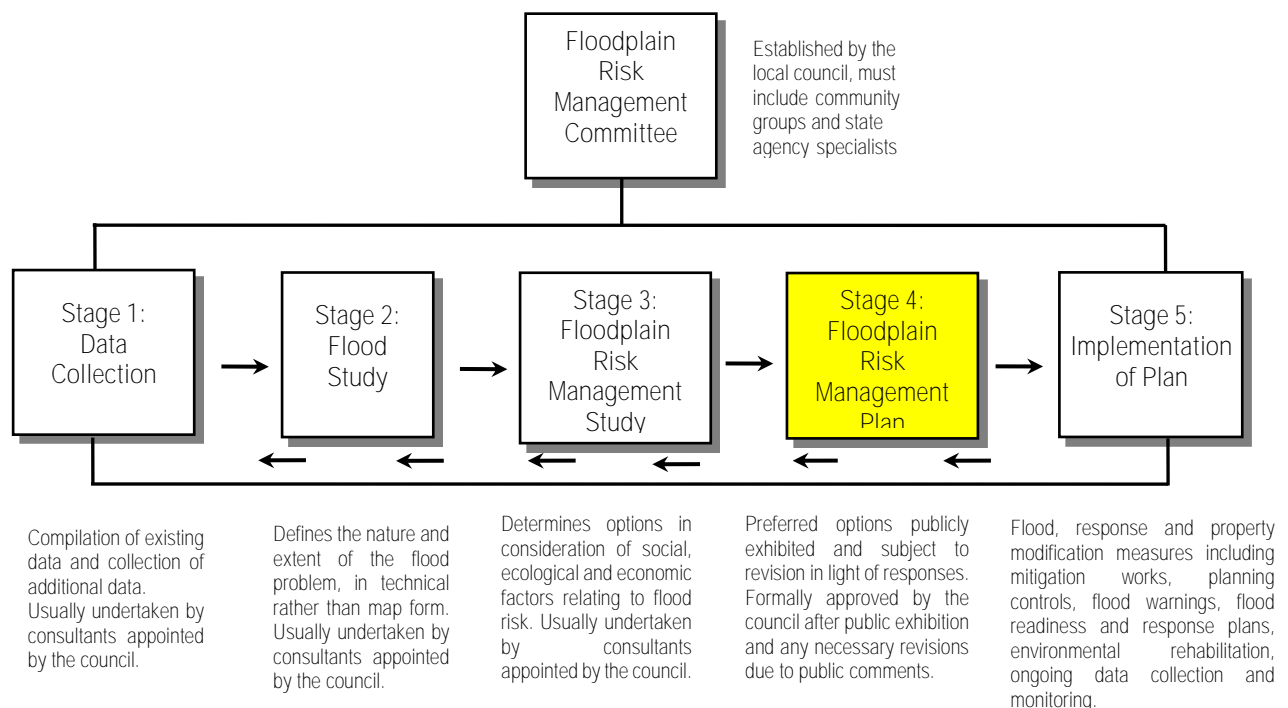 Floodplain
Risk
Management
Committee
Established by the
local council, must
include community
groups and state
agency specialists
Stage 1:
Data
Collection
Stage 2:
Flood
Study
Stage 3:
Floodplain
Risk
Management
Study
Stage 4:
Floodplain
Risk
Management
Plan
Stage 5:
Implementation
of Plan
Compilation of existing
data and collection of
additional data.
Usually undertaken by
consultants appointed
by the council.
Defines the nature and
extent of the flood
problem, in technical
rather than map form.
Usually undertaken by
consultants appointed
by the council.
Determines options in
consideration of social,
ecological and economic
factors relating to flood
risk. Usually undertaken
by consultants
appointed by the council.
Preferred options publicly
exhibited and subject to
revision in light of responses.
Formally approved by the
council after public exhibition
and any necessary revisions
due to public comments.
Flood, response and property
modification measures including
mitigation works, planning
controls, flood warnings, flood
readiness and response plans,
environmental rehabilitation,
ongoing data collection and
monitoring.